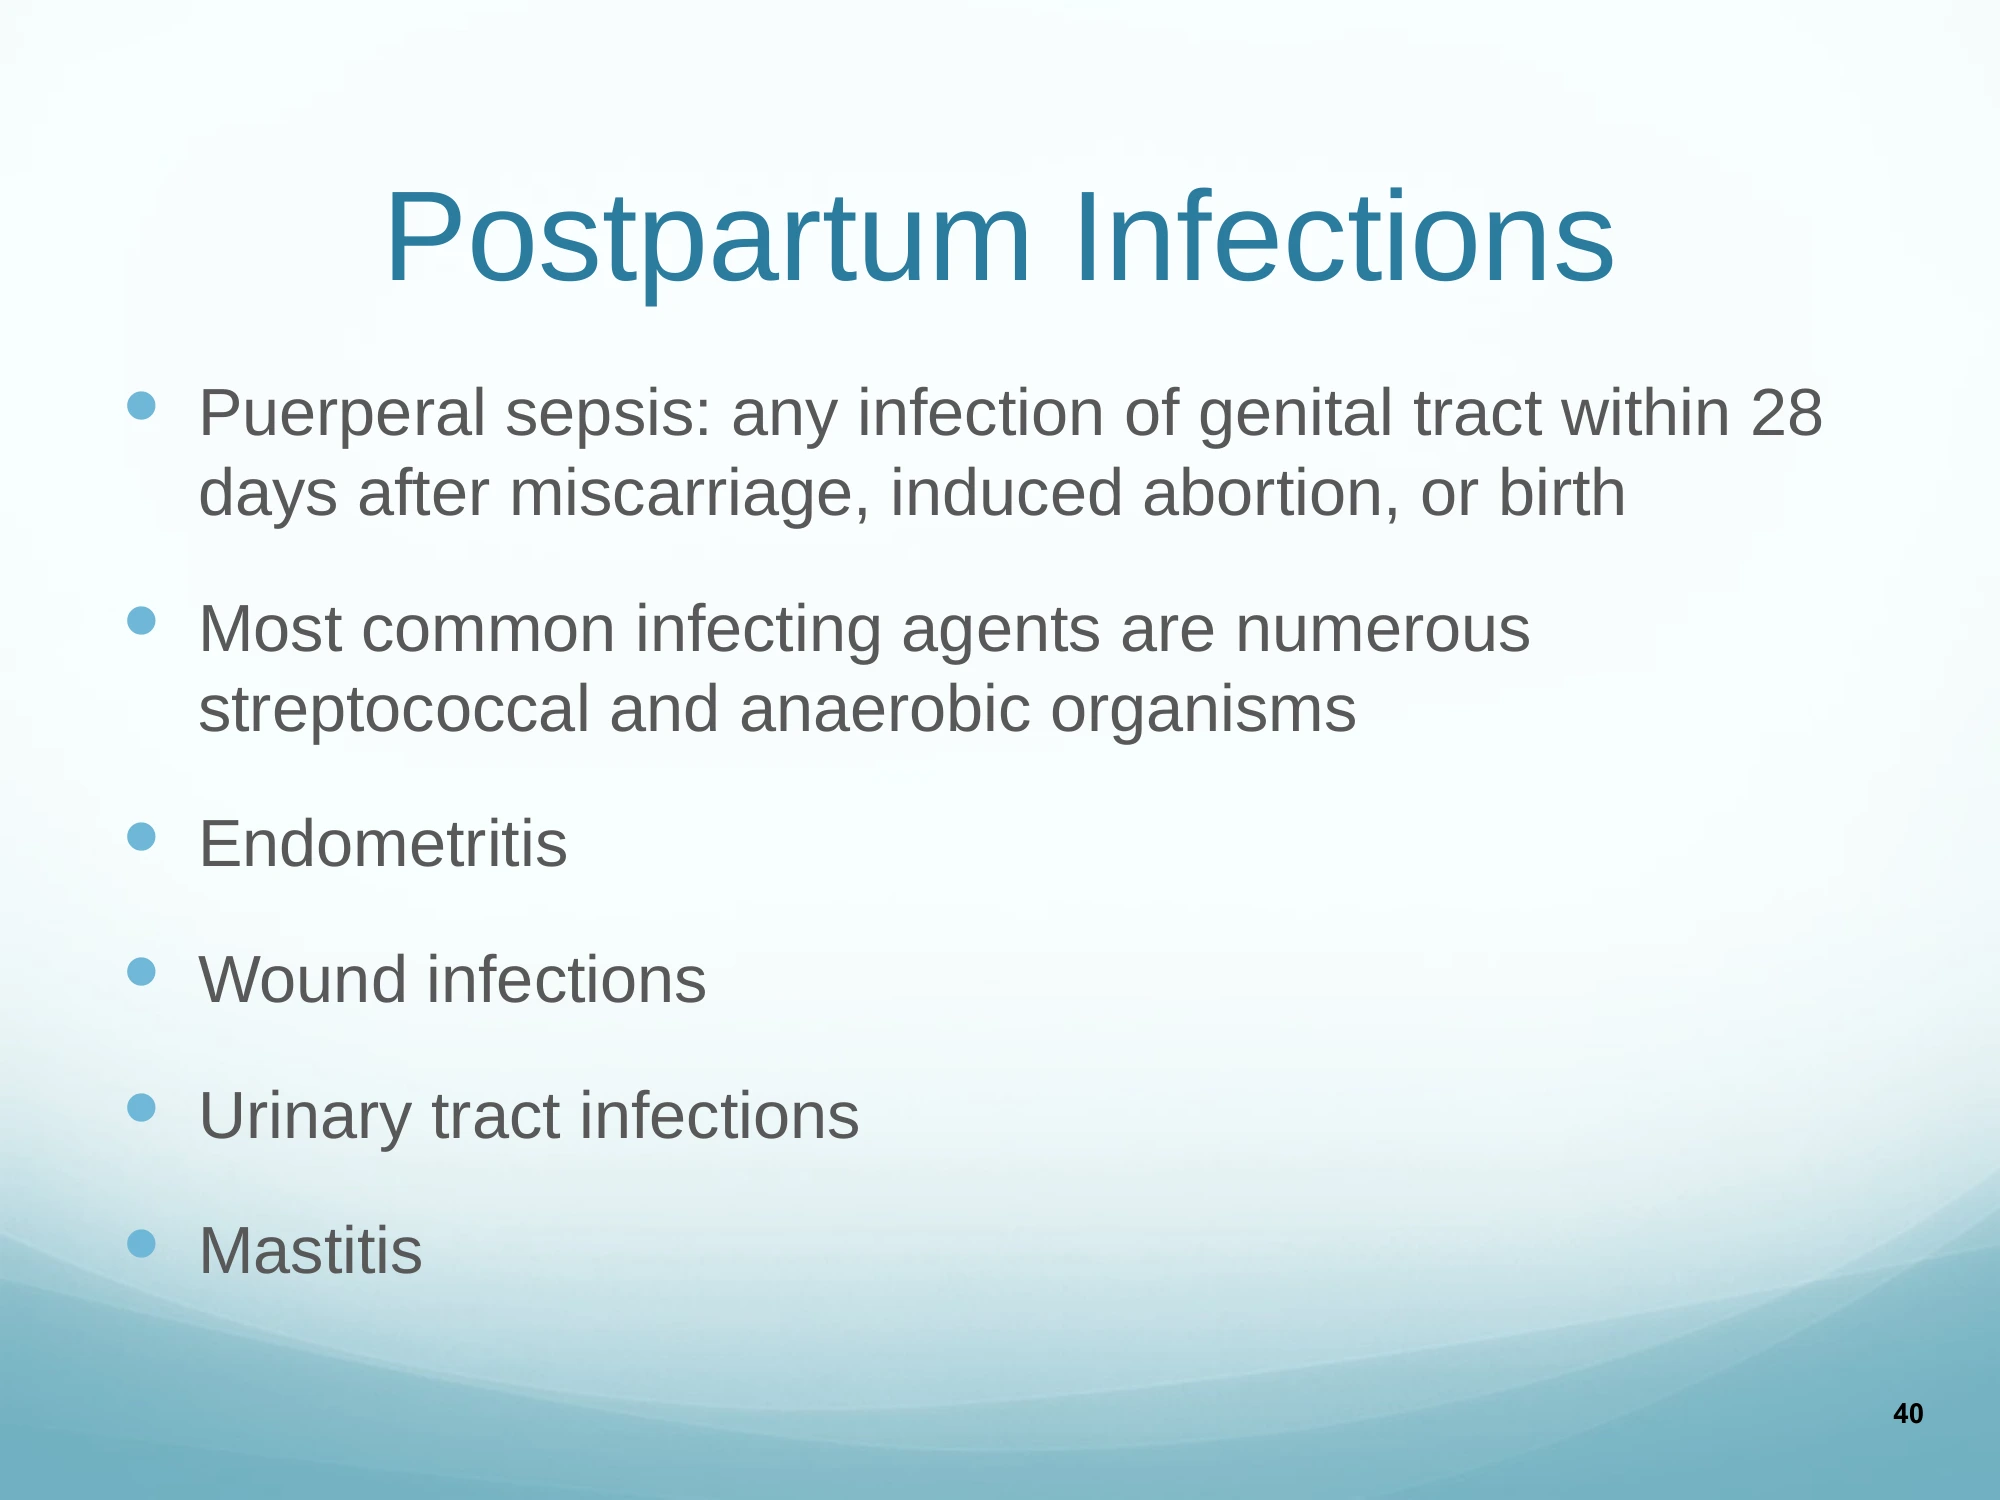 Postpartum Infections
• Puerperal sepsis: any infection of genital tract within 28
days after miscarriage, induced abortion, or birth
• Most common infecting agents are numerous
streptococcal and anaerobic organisms
• Endometritis
• Wound infections
• Urinary tract infections
• Mastitis
40